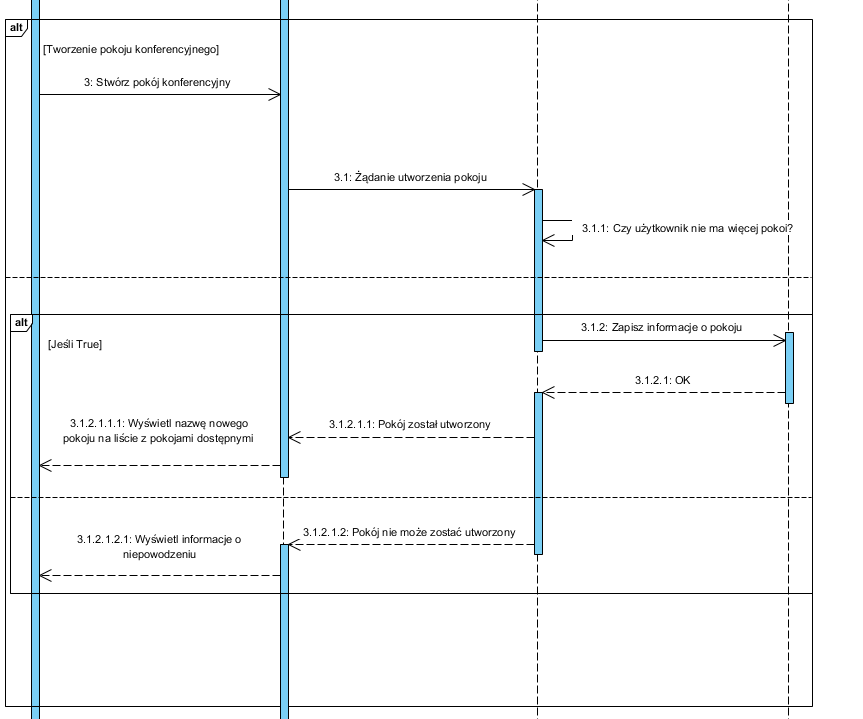 alt
[Tworzenie pokoju konferencyjnego]
3: Stwórz pokój konferencyjny
3.1: Żądanie utworzenia pokoju
3.1.1: Czy użytkownik nie ma więcej pokoi?
alt
[Jeśli True]
3.1.2: Zapisz informacje o pokoju
3.1.2.1: OK
3.1.2.1.1: Pokój został utworzony
3.1.2.1.1.1: Wyświetl nazwę nowego
pokoju na liście z pokojami dostępnymi
3.1.2.1.2: Pokój nie może zostać utworzony
3.1.2.1.2.1: Wyświetl informacje o
niepowodzeniu